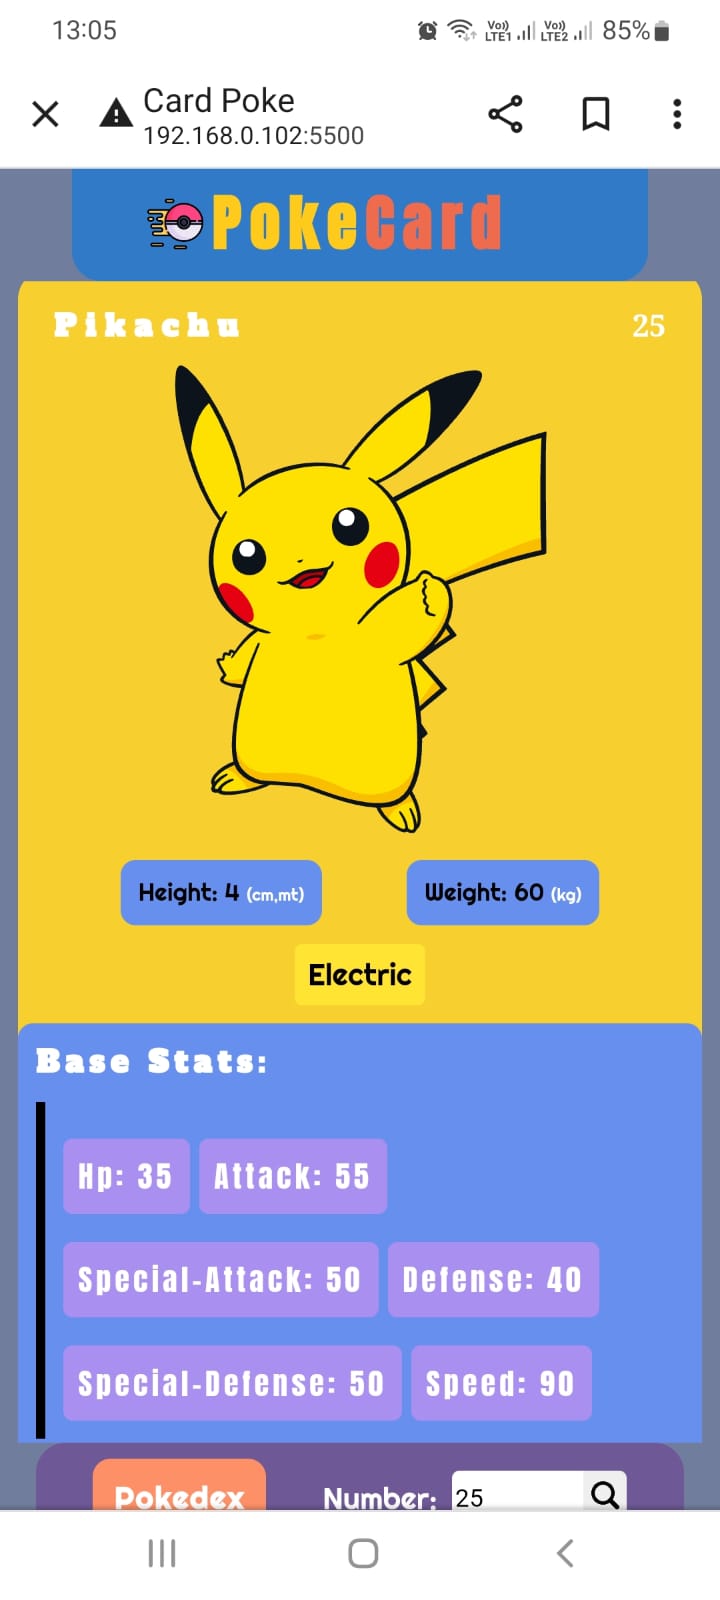 13:05 Vo)) LTE1 Vo)) LTE2 85%
Card Poke
192.168.0.102:5500
PokeCard
Pikachu 25
Height: 4 (cm,mt) Weight: 60 (kg)
Electric
Base Stats:
Hp: 35 Attack: 55
Special-Attack: 50 Defense: 40
Special-Defense: 50 Speed: 90
Pokedex Number: 25